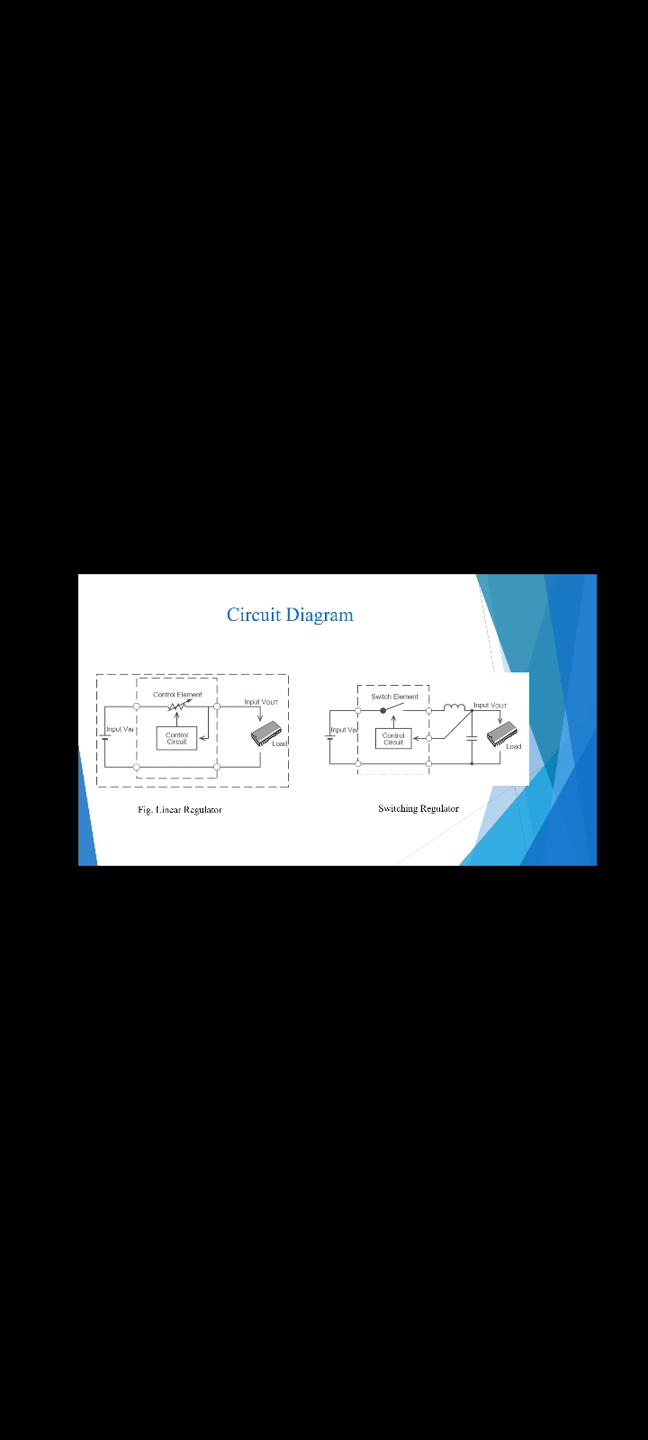 Circuit Diagram
Control Element
Input VOUT
Input VIN
Control
Circuit
Load
Fig. Linear Regulator
Switch Element
Input VOUT
Input VIN
Control
Circuit
Load
Switching Regulator